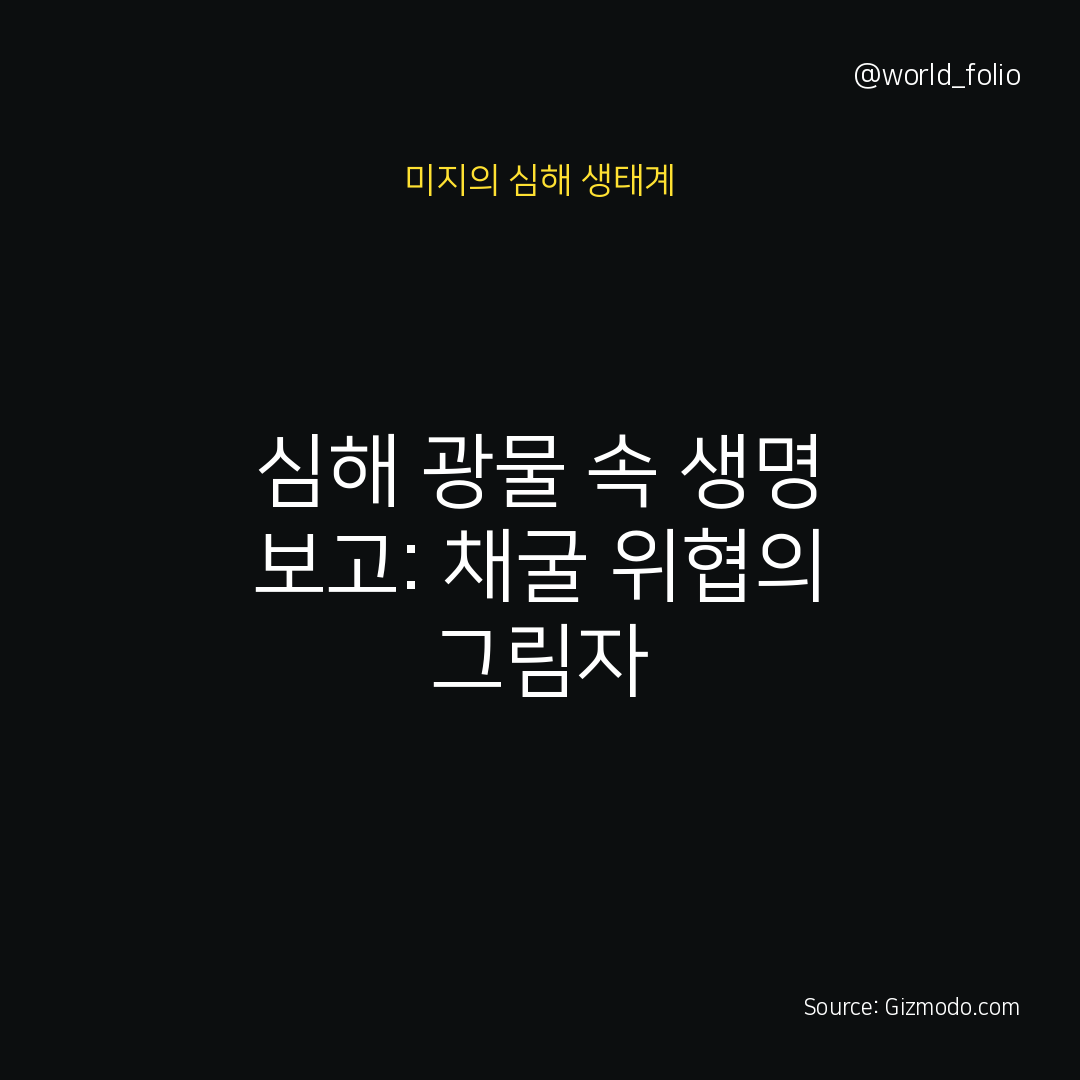 @world_folio
미지의 심해 생태계
심해 광물 속 생명
보고: 채굴 위협의
그림자
Source: Gizmodo.com